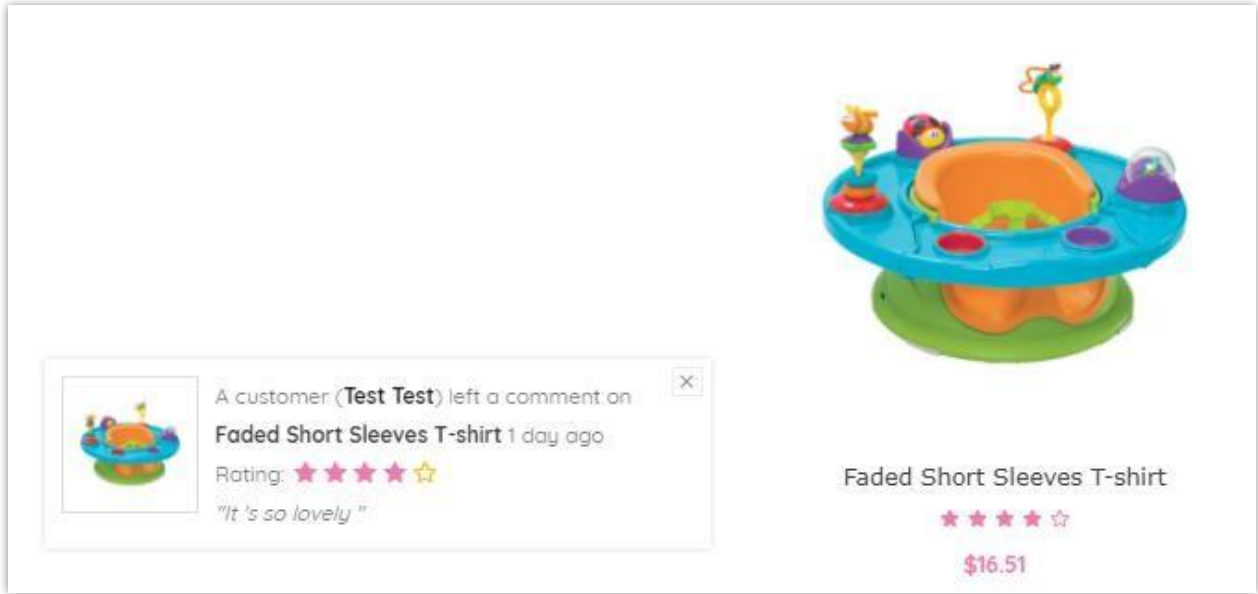 A customer (Test Test) left a comment on
Faded Short Sleeves T-shirt 1 day ago
Rating:
"It 's so lovely "
Faded Short Sleeves T-shirt
$16.51